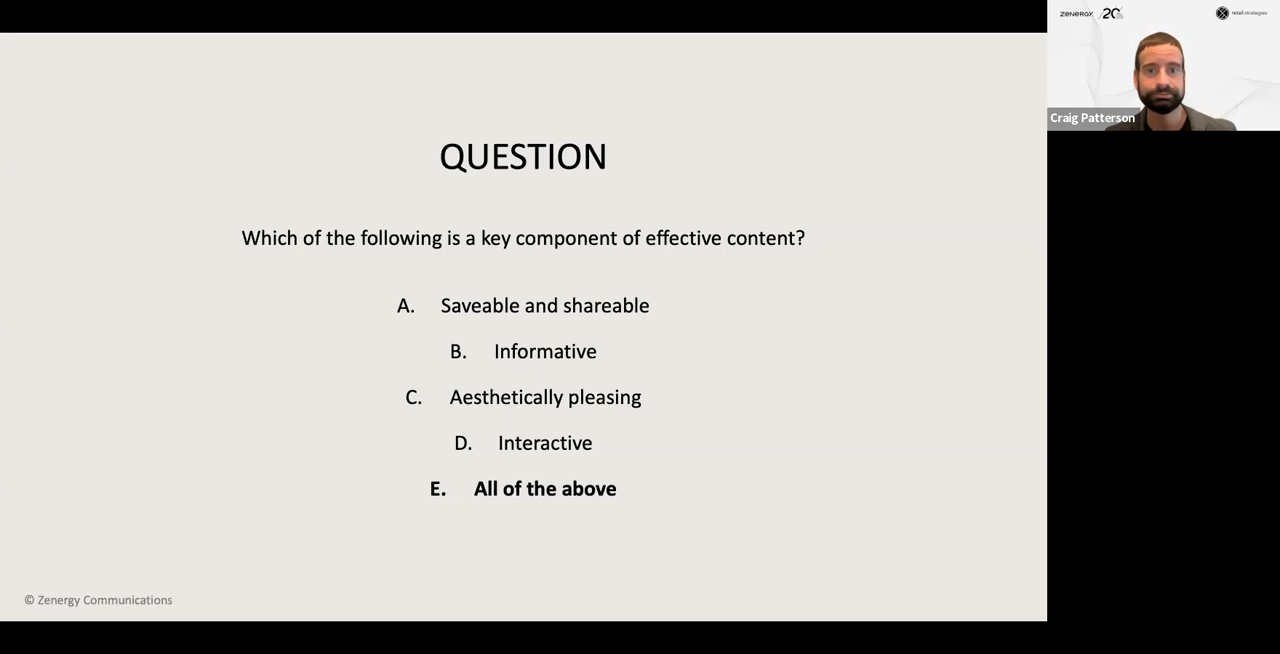 QUESTION
Which of the following is a key component of effective content?
A. Saveable and shareable
B. Informative
C. Aesthetically pleasing
D. Interactive
E. All of the above
© Zenergy Communications
ZENERGY 20
retail strategies
Craig Patterson